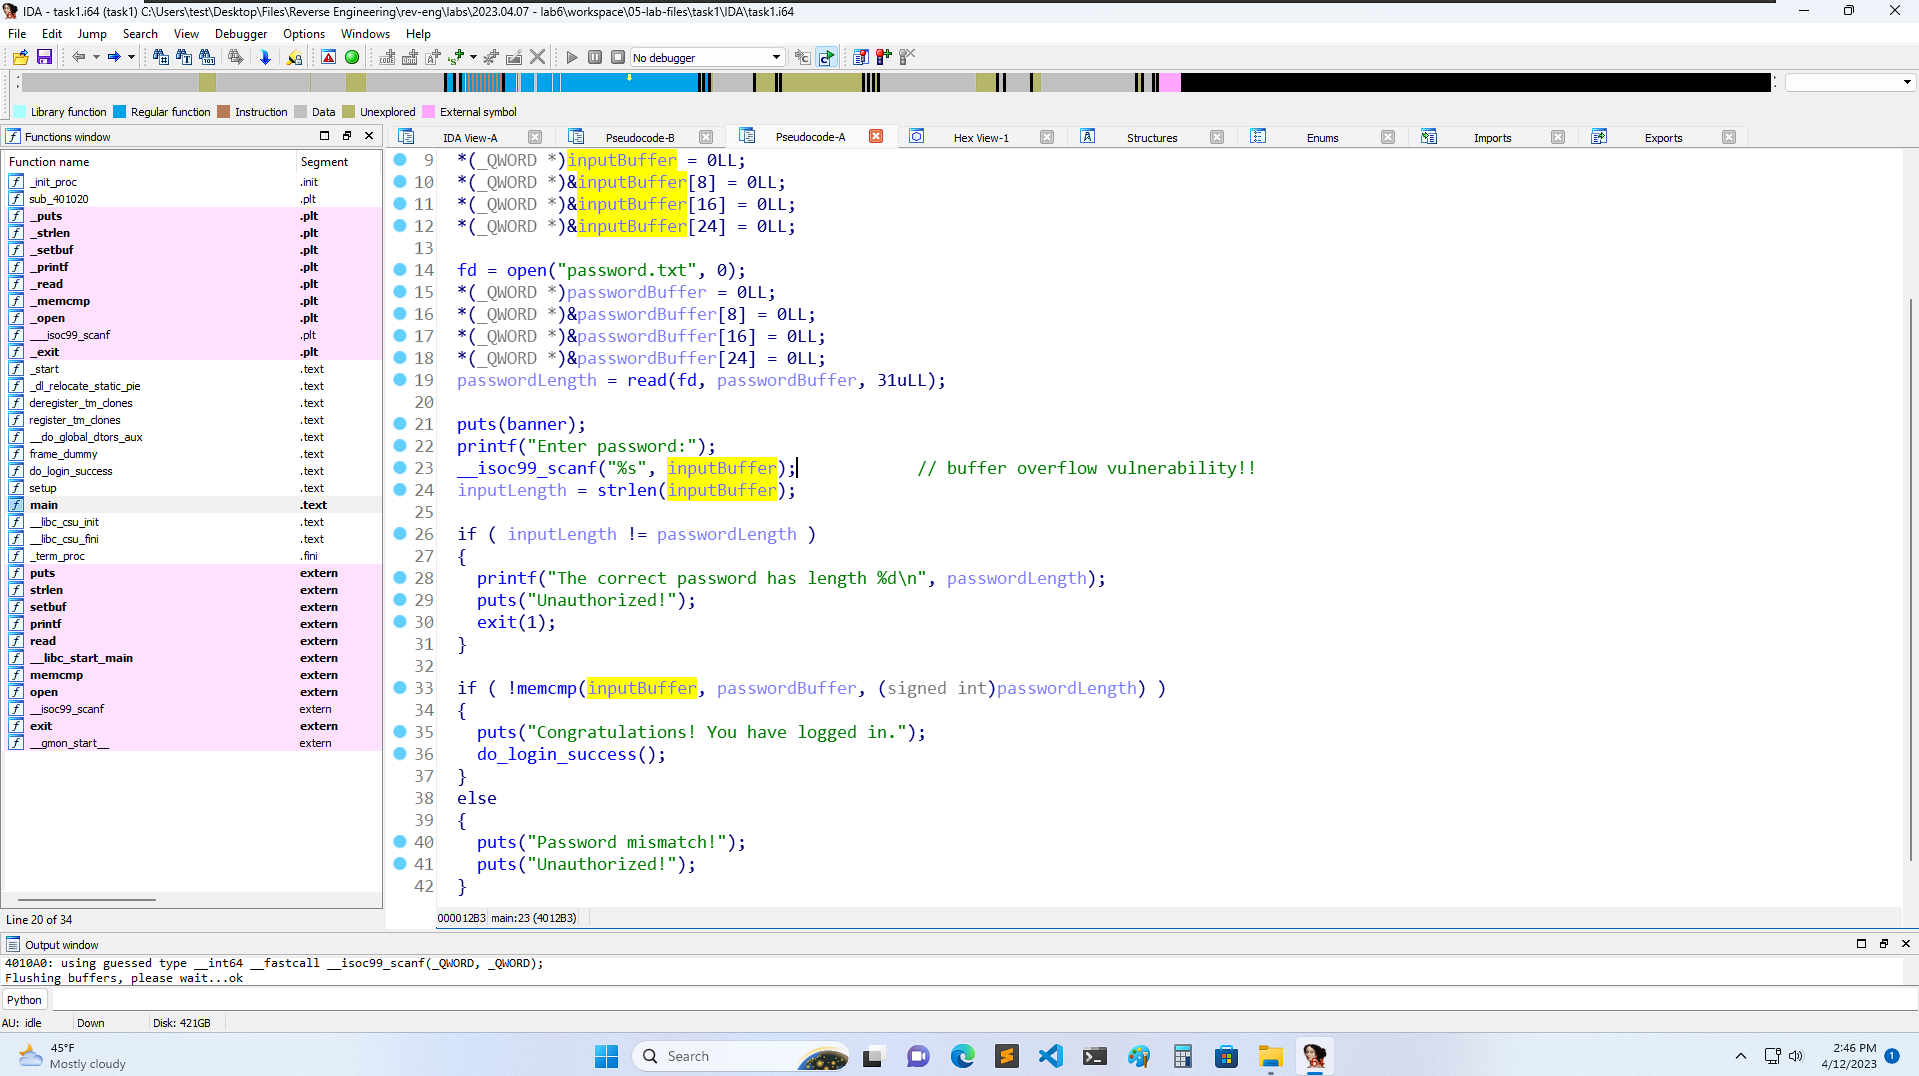 IDA - task1.i64 (task1) C:\Users\test\Desktop\Files\Reverse Engineering\rev-eng\labs\2023.04.07 - lab6\workspace\05-lab-files\task1\IDA\task1.i64
File Edit Jump Search View Debugger Options Windows Help
No debugger
Library function Regular function Instruction Data Unexplored External symbol
Functions window
IDA View-A Pseudocode-B Pseudocode-A Hex View-1 Structures Enums Imports Exports
Function name Segment
_init_proc .init
sub_401020 .plt
_puts .plt
_strlen .plt
_setbuf .plt
_printf .plt
_read .plt
_memcmp .plt
_open .plt
___isoc99_scanf .plt
_exit .plt
_start .text
_dl_relocate_static_pie .text
deregister_tm_clones .text
register_tm_clones .text
__do_global_dtors_aux .text
frame_dummy .text
do_login_success .text
setup .text
main .text
__libc_csu_init .text
__libc_csu_fini .text
_term_proc .fini
puts extern
strlen extern
setbuf extern
printf extern
read extern
__libc_start_main extern
memcmp extern
open extern
__isoc99_scanf extern
exit extern
__gmon_start__ extern
Line 20 of 34
9 *(_QWORD *)inputBuffer = 0LL;
10 *(_QWORD *)&inputBuffer[8] = 0LL;
11 *(_QWORD *)&inputBuffer[16] = 0LL;
12 *(_QWORD *)&inputBuffer[24] = 0LL;
13
14 fd = open("password.txt", 0);
15 *(_QWORD *)passwordBuffer = 0LL;
16 *(_QWORD *)&passwordBuffer[8] = 0LL;
17 *(_QWORD *)&passwordBuffer[16] = 0LL;
18 *(_QWORD *)&passwordBuffer[24] = 0LL;
19 passwordLength = read(fd, passwordBuffer, 31uLL);
20
21 puts(banner);
22 printf("Enter password:");
23 __isoc99_scanf("%s", inputBuffer); // buffer overflow vulnerability!!
24 inputLength = strlen(inputBuffer);
25
26 if ( inputLength != passwordLength )
27 {
28 printf("The correct password has length %d\n", passwordLength);
29 puts("Unauthorized!");
30 exit(1);
31 }
32
33 if ( !memcmp(inputBuffer, passwordBuffer, (signed int)passwordLength) )
34 {
35 puts("Congratulations! You have logged in.");
36 do_login_success();
37 }
38 else
39 {
40 puts("Password mismatch!");
41 puts("Unauthorized!");
42 }
000012B3 main:23 (4012B3)
Output window
4010A0: using guessed type __int64 __fastcall __isoc99_scanf(_QWORD, _QWORD);
Flushing buffers, please wait...ok
Python
AU: idle Down Disk: 421GB
45°F
Mostly cloudy
Search
2:46 PM
4/12/2023
1